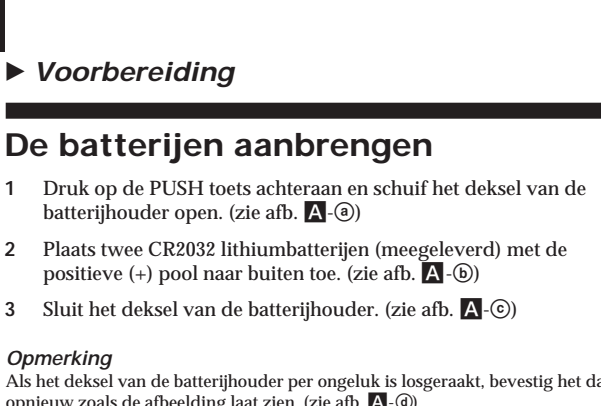 ► Voorbereiding
De batterijen aanbrengen
1 Druk op de PUSH toets achteraan en schuif het deksel van de
batterijhouder open. (zie afb. A-ⓐ)
2 Plaats twee CR2032 lithiumbatterijen (meegeleverd) met de
positieve (+) pool naar buiten toe. (zie afb. A-ⓑ)
3 Sluit het deksel van de batterijhouder. (zie afb. A-ⓒ)
Opmerking
Als het deksel van de batterijhouder per ongeluk is losgeraakt, bevestig het
opnieuw zoals de afbeelding laat zien. (zie afb. A-ⓓ)